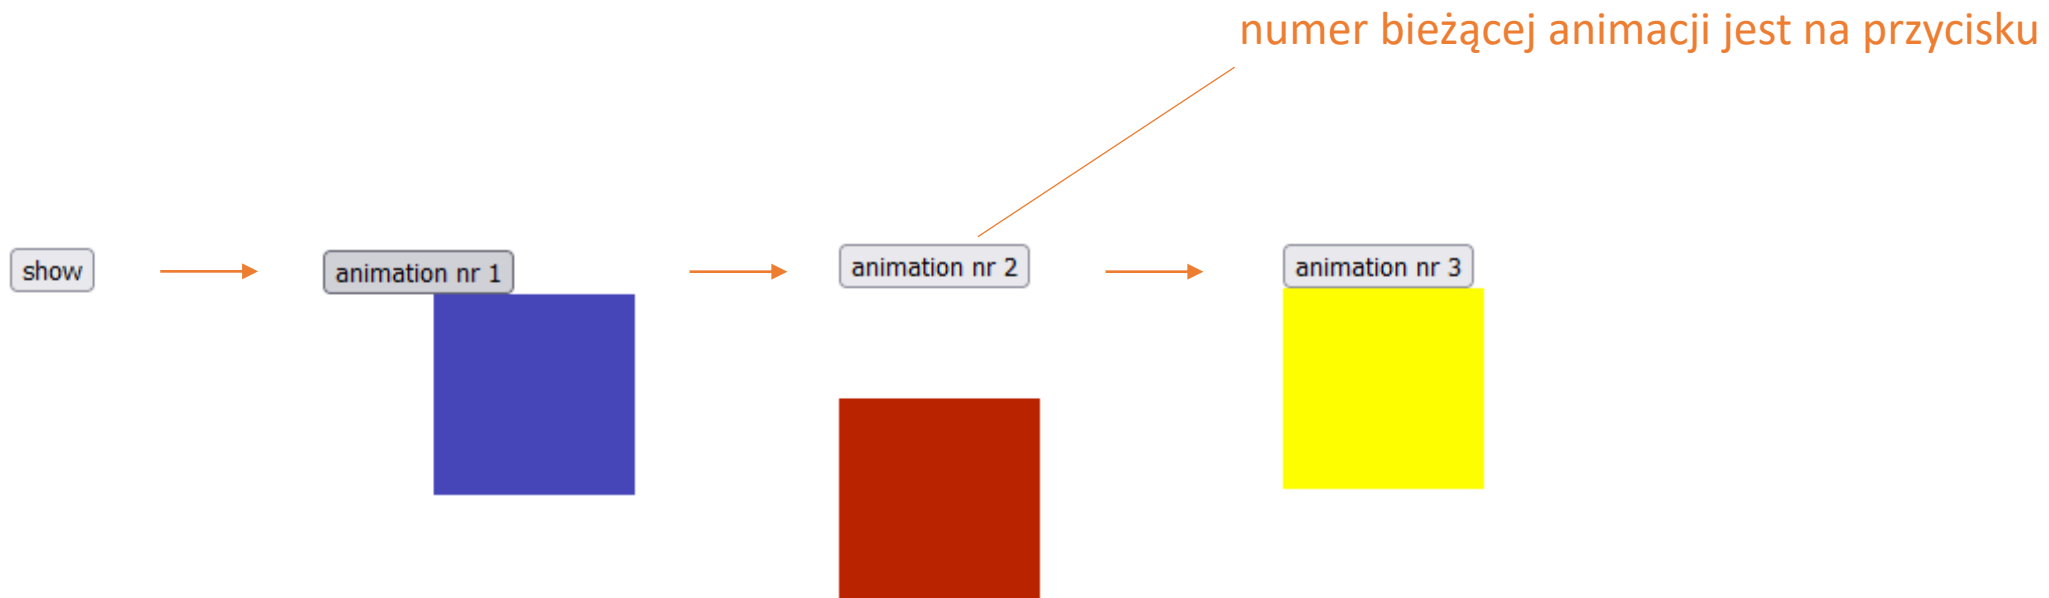 numer bieżącej animacji jest na przycisku
show
animation nr 1
animation nr 2
animation nr 3